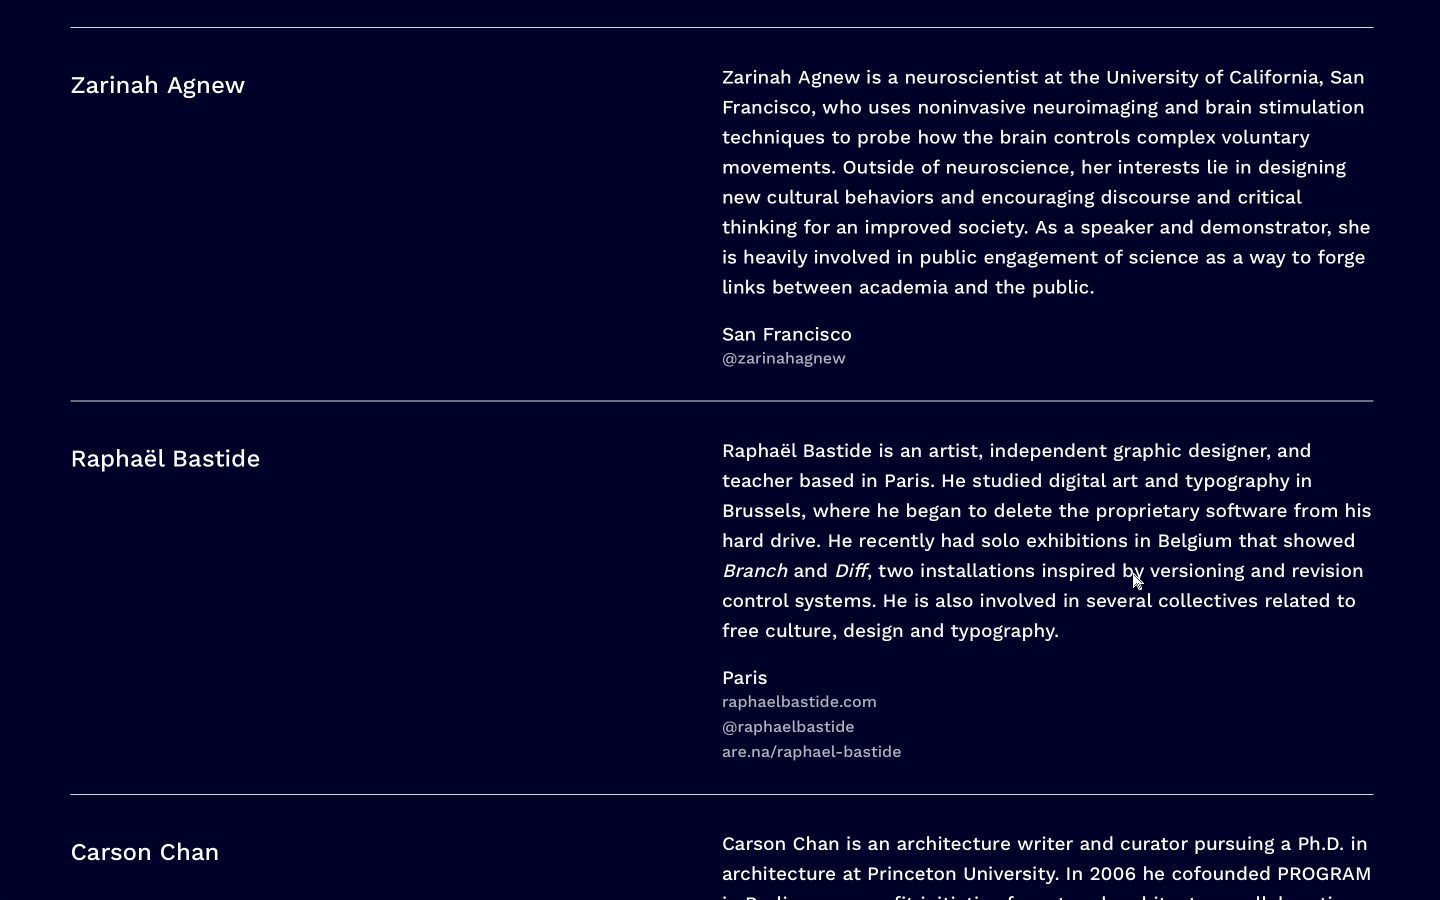 Zarinah Agnew
Zarinah Agnew is a neuroscientist at the University of California, San
Francisco, who uses noninvasive neuroimaging and brain stimulation
techniques to probe how the brain controls complex voluntary
movements. Outside of neuroscience, her interests lie in designing
new cultural behaviors and encouraging discourse and critical
thinking for an improved society. As a speaker and demonstrator, she
is heavily involved in public engagement of science as a way to forge
links between academia and the public.
San Francisco
@zarinahagnew
Raphaël Bastide
Raphaël Bastide is an artist, independent graphic designer, and
teacher based in Paris. He studied digital art and typography in
Brussels, where he began to delete the proprietary software from his
hard drive. He recently had solo exhibitions in Belgium that showed
Branch and Diff, two installations inspired by versioning and revision
control systems. He is also involved in several collectives related to
free culture, design and typography.
Paris
raphaelbastide.com
@raphaelbastide
are.na/raphael-bastide
Carson Chan
Carson Chan is an architecture writer and curator pursuing a Ph.D. in
architecture at Princeton University. In 2006 he cofounded PROGRAM